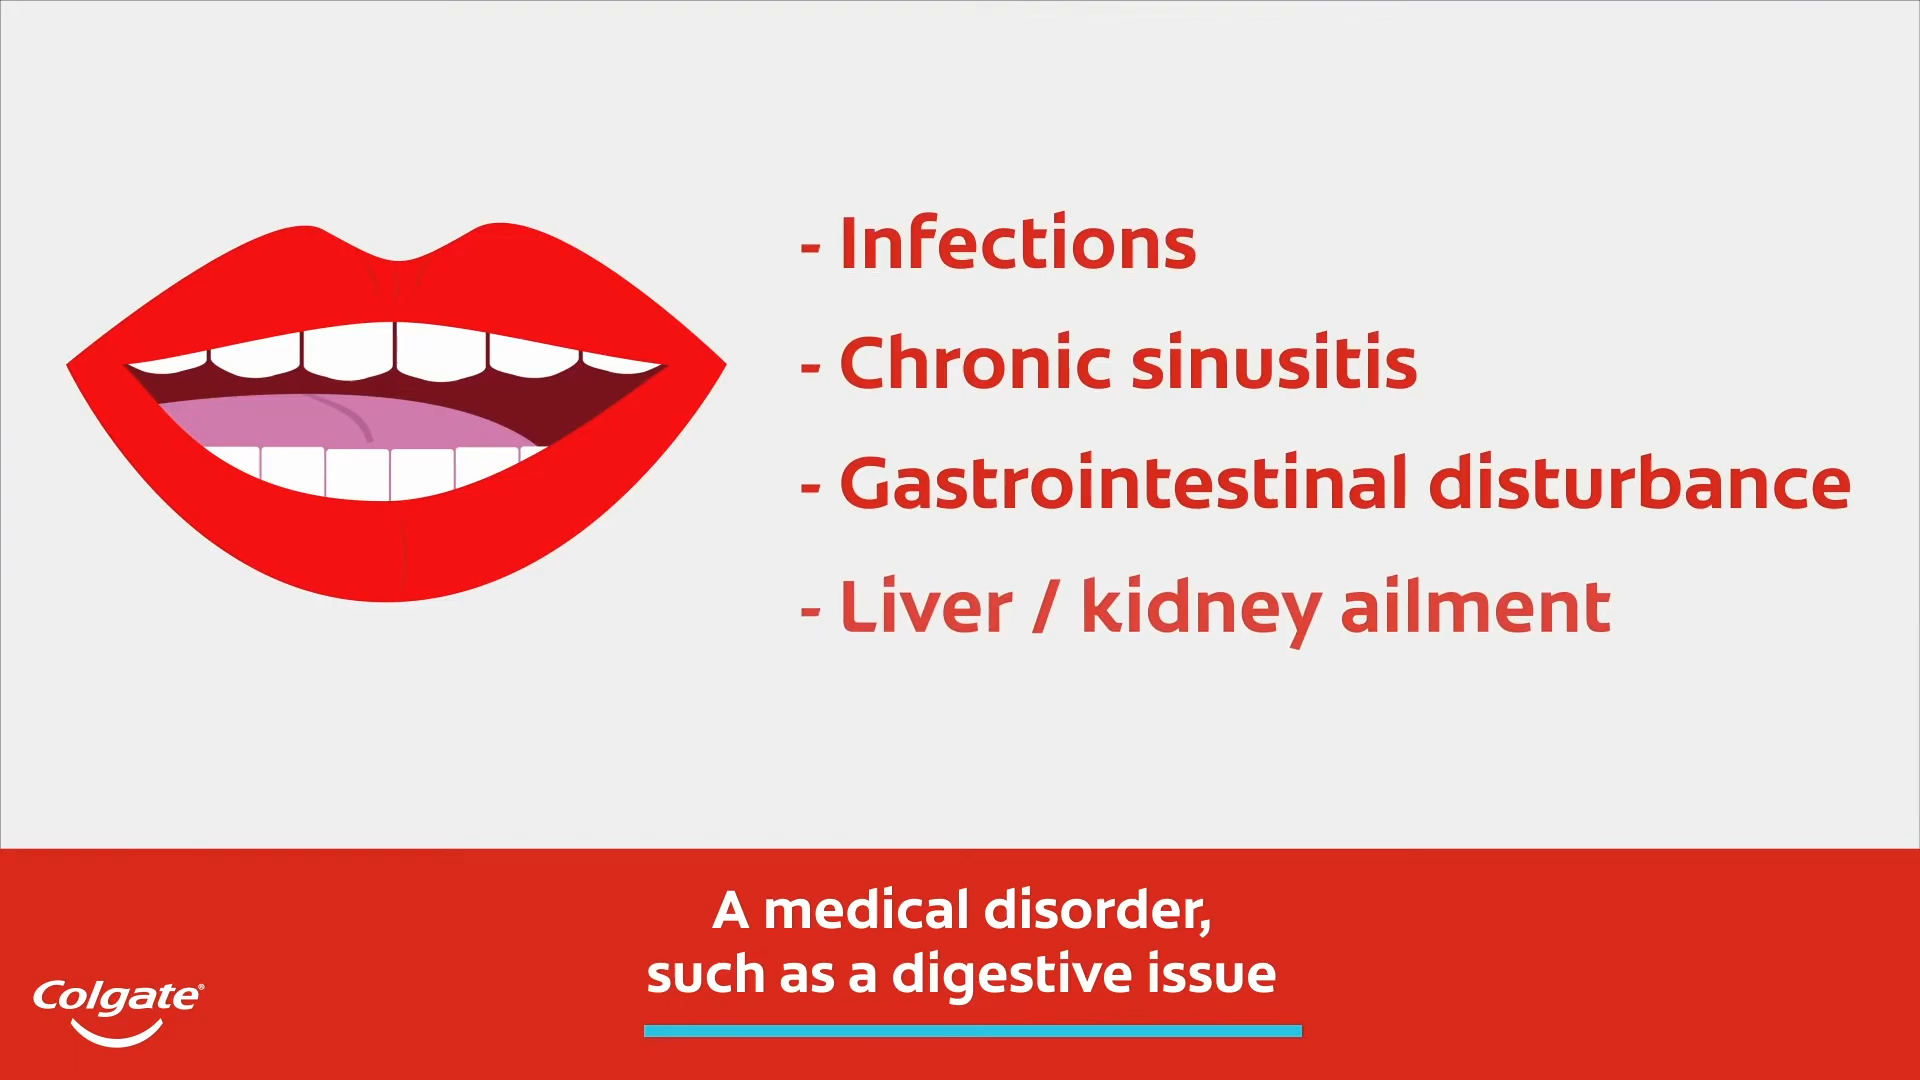 - Infections
- Chronic sinusitis
- Gastrointestinal disturbance
- Liver / kidney ailment
A medical disorder,
such as a digestive issue
Colgate®